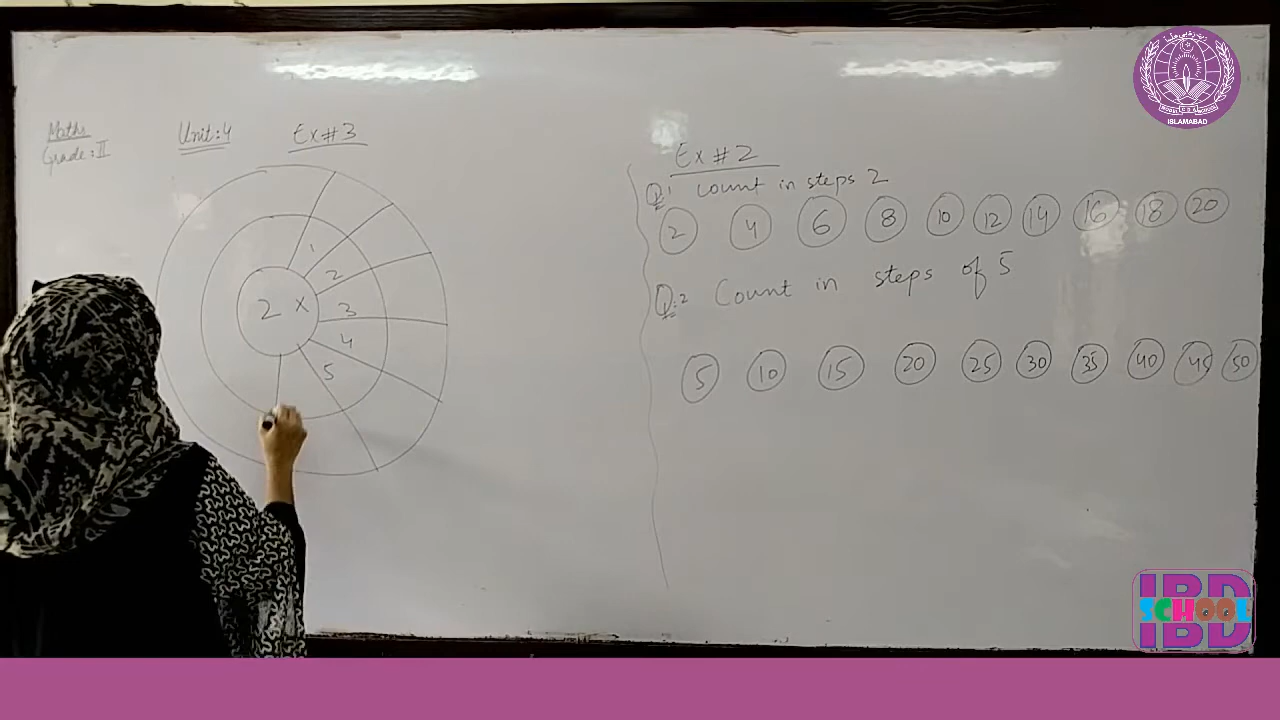 Maths
Grade: II
Unit: 4
Ex # 3
1
2
3
4
5
2 x
Ex # 2
Q:1 count in steps 2
2 4 6 8 10 12 14 16 18 20
Q:2 Count in steps of 5
5 10 15 20 25 30 35 40 45 50
ISLAMABAD
IBD
SCHOOL
IBD